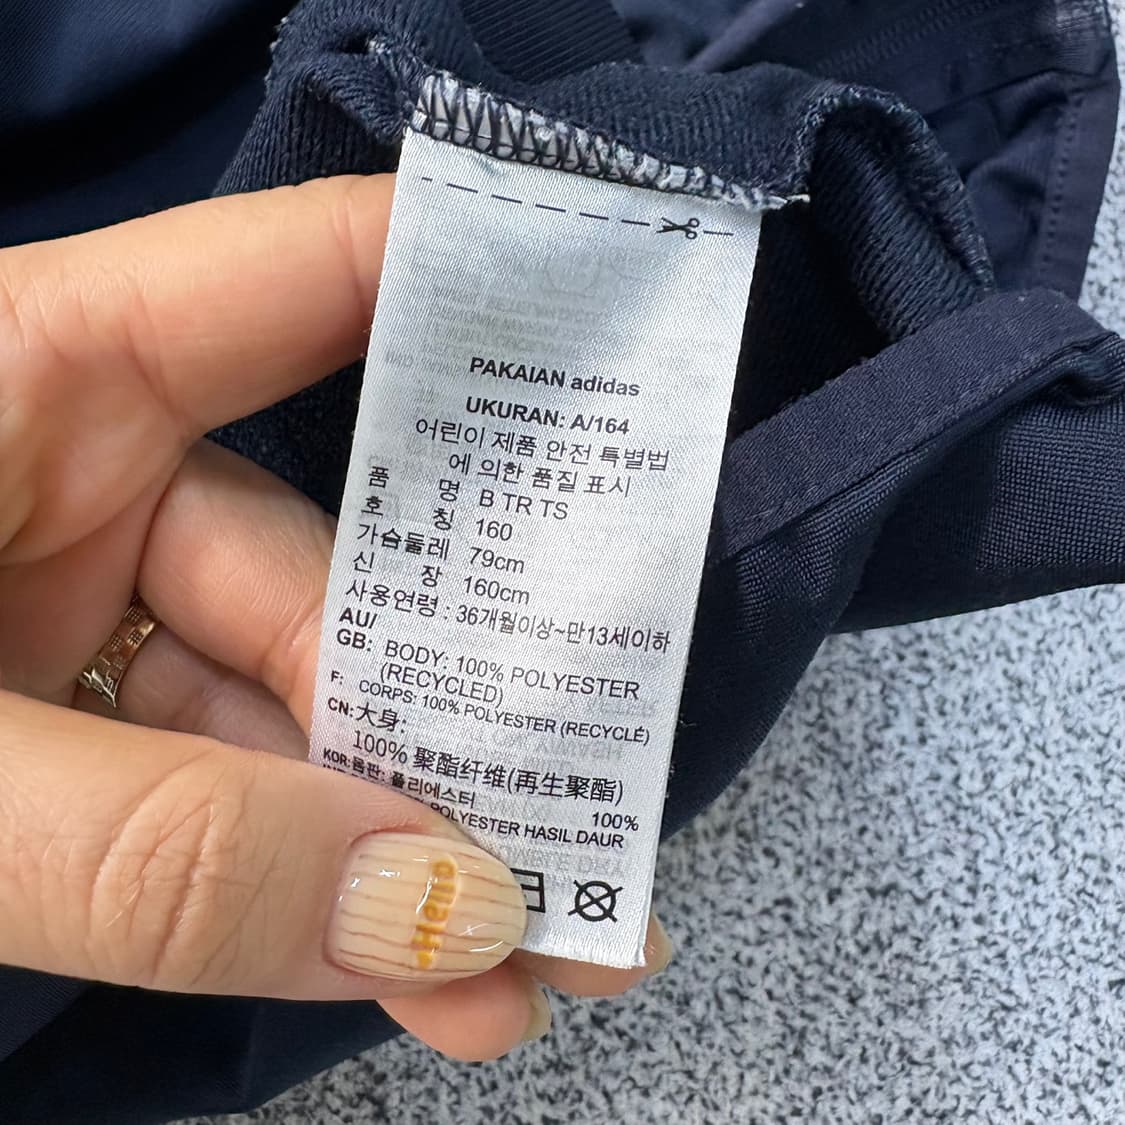 PAKAIAN adidas
UKURAN: A/164
어린이 제품 안전 특별법
에 의한 품질 표시
품 명 B TR TS
호 칭 160
가슴둘레 79cm
신 장 160cm
사용연령 : 36개월이상~만13세이하
AU/
GB: BODY: 100% POLYESTER
(RECYCLED)
F: CORPS: 100% POLYESTER (RECYCLÉ)
CN: 大身:
100% 聚酯纤维(再生聚酯)
KOR: 몸판: 폴리에스터
100%
POLYESTER HASIL DAUR
Hello